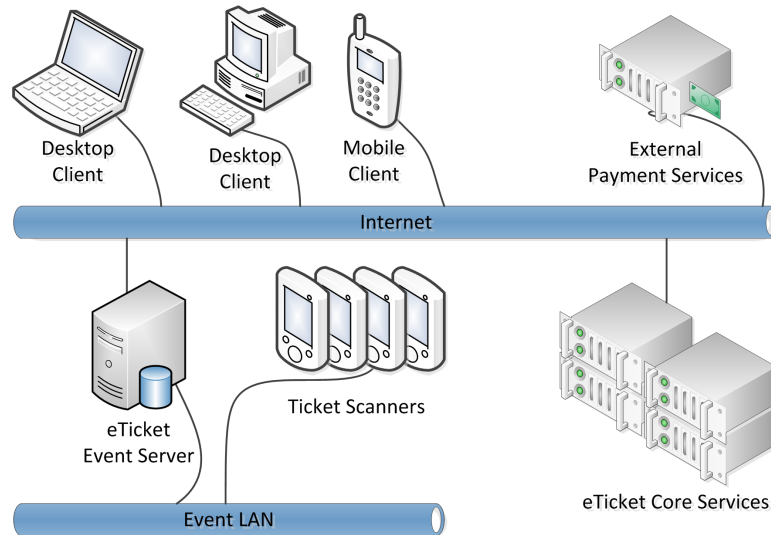 Desktop
Client
Desktop
Client
Mobile
Client
External
Payment Services
Internet
eTicket
Event Server
Ticket Scanners
eTicket Core Services
Event LAN